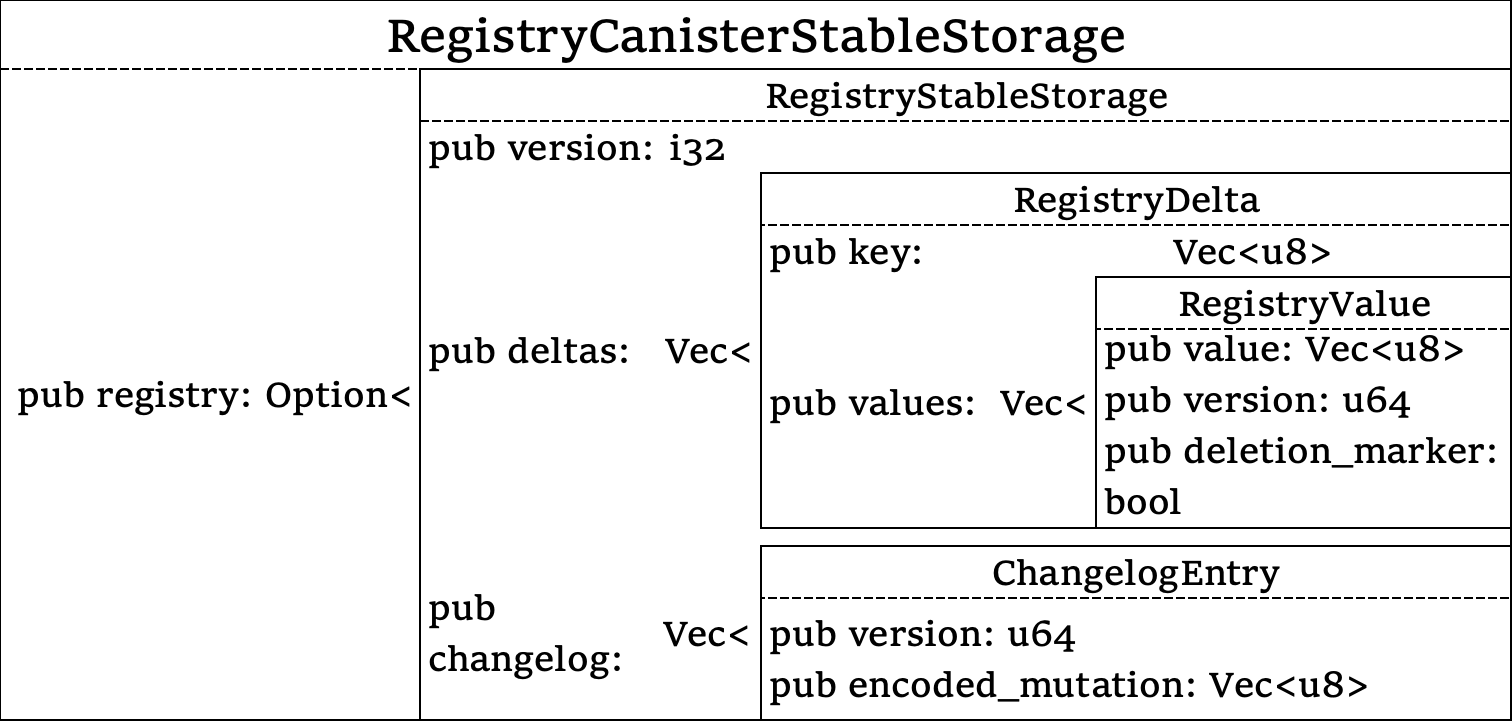 RegistryCanisterStableStorage
pub registry: Option<
RegistryStableStorage
pub version: i32
pub deltas: Vec<
RegistryDelta
pub key: Vec<u8>
pub values: Vec<
RegistryValue
pub value: Vec<u8>
pub version: u64
pub deletion_marker:
bool
pub
changelog:
Vec<
ChangelogEntry
pub version: u64
pub encoded_mutation: Vec<u8>